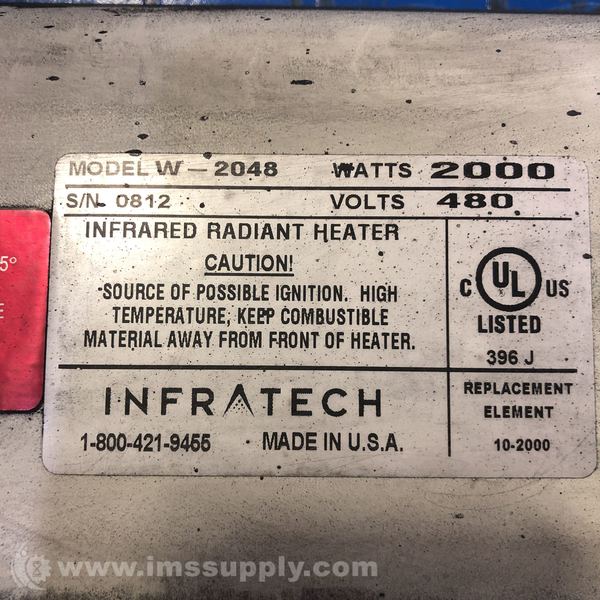 MODEL W-2048 WATTS 2000
S/N 0812 VOLTS 480
INFRARED RADIANT HEATER
CAUTION!
SOURCE OF POSSIBLE IGNITION. HIGH
TEMPERATURE, KEEP COMBUSTIBLE
MATERIAL AWAY FROM FRONT OF HEATER.
INFRATECH
1-800-421-9455 MADE IN U.S.A.
C UL US
LISTED
396 J
REPLACEMENT
ELEMENT
10-2000
5°
E
www.imssupply.com